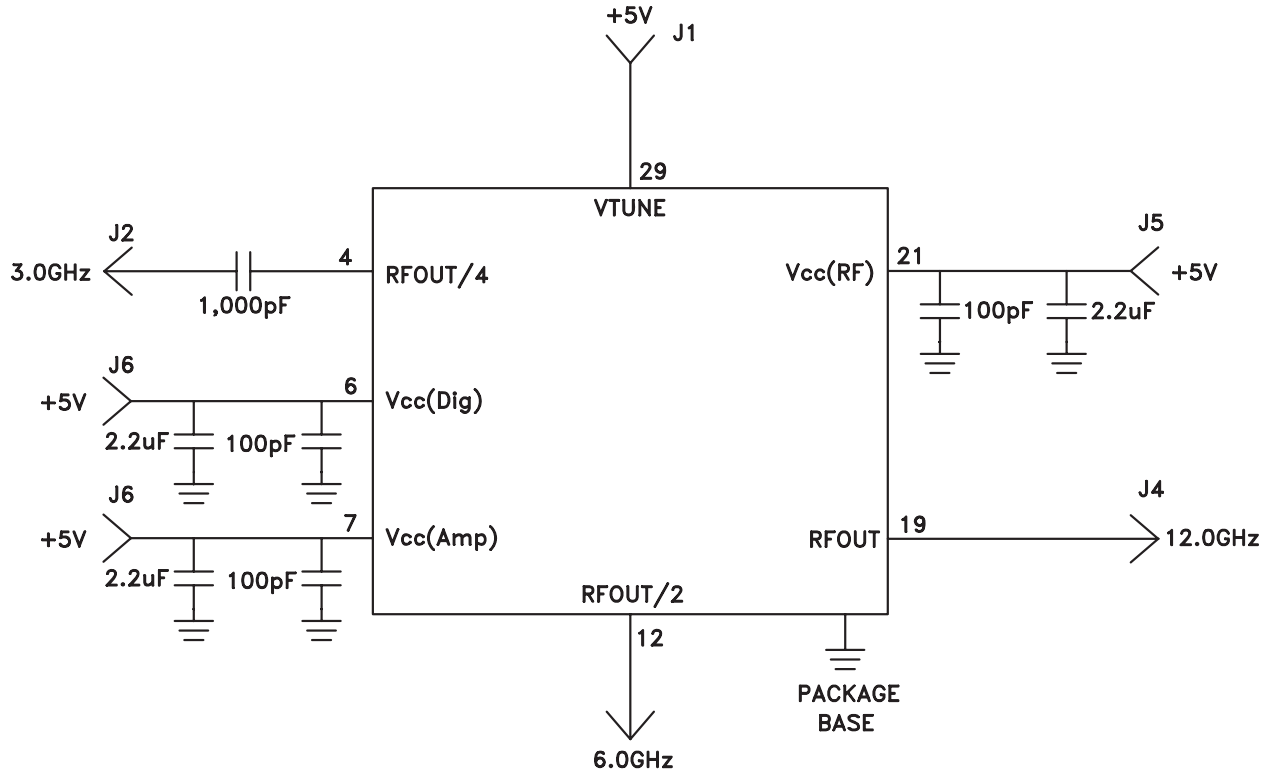 +5V
J1
29
VTUNE
J2
3.0GHz
1,000pF
4
RFOUT/4
J6
+5V
2.2uF
100pF
6
Vcc(Dig)
J6
+5V
2.2uF
100pF
7
Vcc(Amp)
Vcc(RF)
21
J5
+5V
100pF
2.2uF
RFOUT
19
J4
12.0GHz
RFOUT/2
12
6.0GHz
PACKAGE
BASE